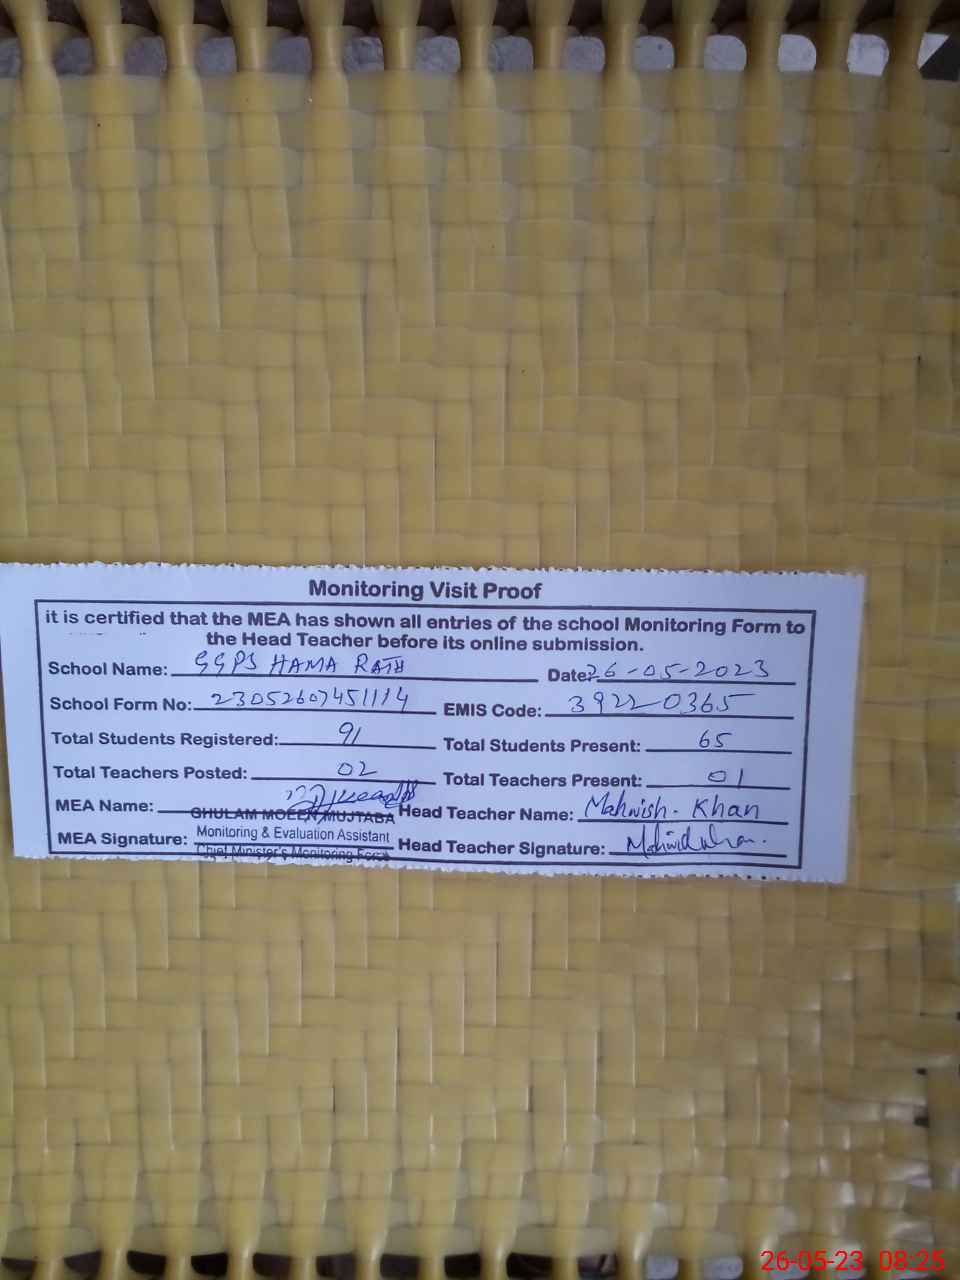 Monitoring Visit Proof
it is certified that the MEA has shown all entries of the school Monitoring Form to
the Head Teacher before its online submission.
School Name: GGPS HAMA RATH Date: 26-05-2023
School Form No: 23052607451114 EMIS Code: 39220365
Total Students Registered: 91 Total Students Present: 65
Total Teachers Posted: 02 Total Teachers Present: 01
MEA Name: GHULAM MOEEN MUJTABA Head Teacher Name: Mahwish. Khan
MEA Signature: Monitoring & Evaluation Assistant Head Teacher Signature:
Chief Minister's Monitoring Force
26-05-23 08:25